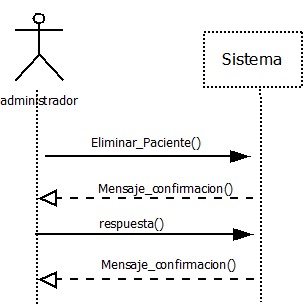 Sistema
administrador
Eliminar_Paciente()
Mensaje_confirmacion()
respuesta()
Mensaje_confirmacion()